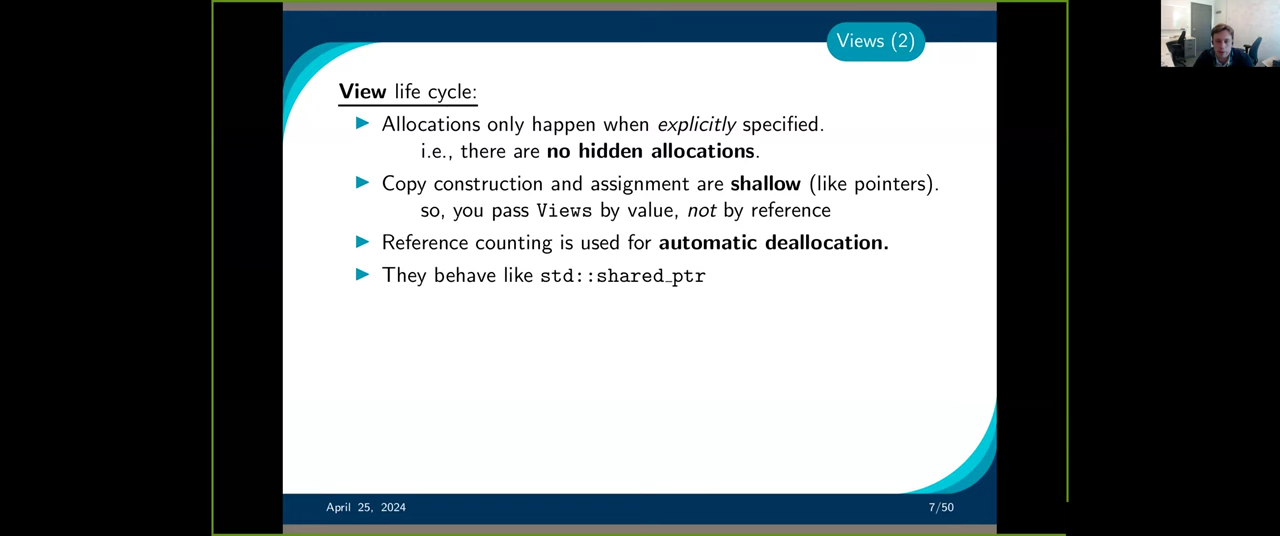 Views (2)
View life cycle:
Allocations only happen when explicitly specified.
i.e., there are no hidden allocations.
Copy construction and assignment are shallow (like pointers).
so, you pass Views by value, not by reference
Reference counting is used for automatic deallocation.
They behave like std::shared_ptr
April 25, 2024
7/50